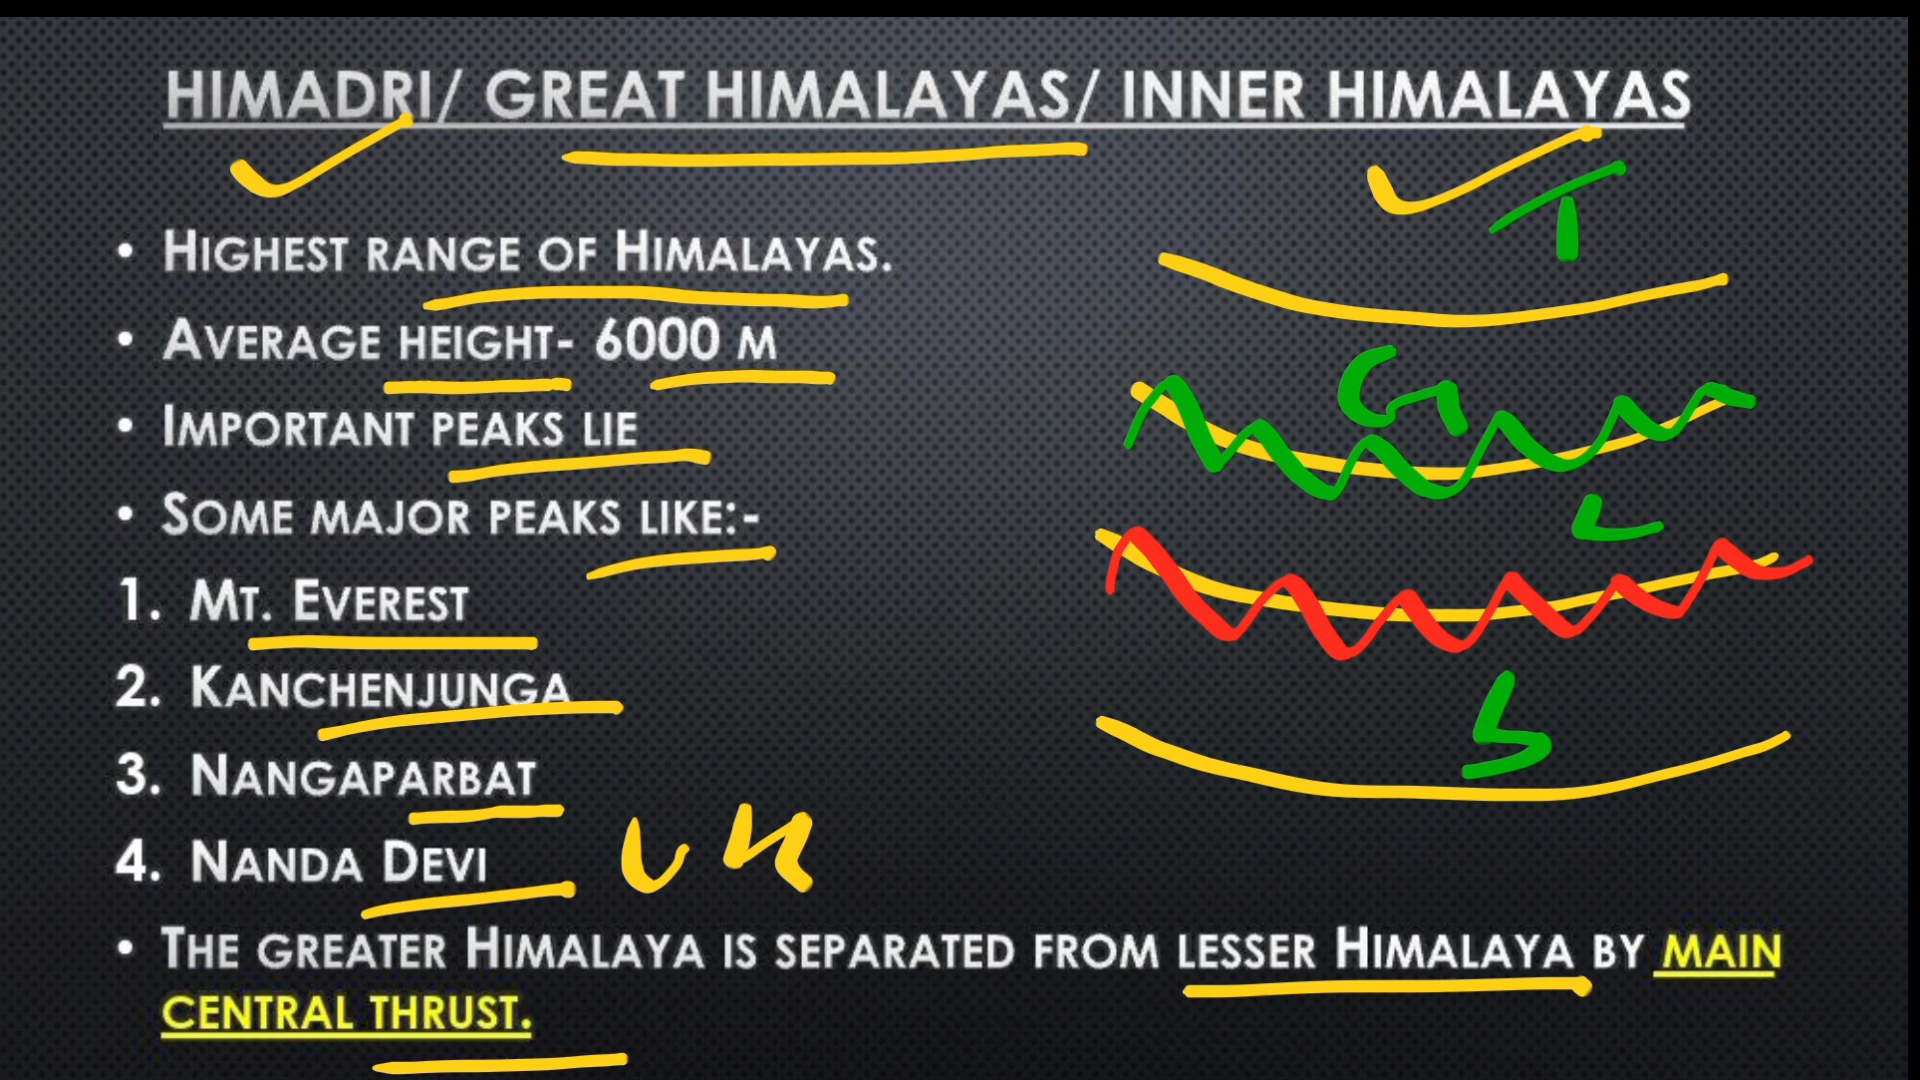 HIMADRI/ GREAT HIMALAYAS/ INNER HIMALAYAS
T
• HIGHEST RANGE OF HIMALAYAS.
• AVERAGE HEIGHT- 6000 M
G
• IMPORTANT PEAKS LIE
• SOME MAJOR PEAKS LIKE:-
L
1. MT. EVEREST
2. KANCHENJUNGA
S
3. NANGAPARBAT
4. NANDA DEVI UK
• THE GREATER HIMALAYA IS SEPARATED FROM LESSER HIMALAYA BY MAIN
CENTRAL THRUST.